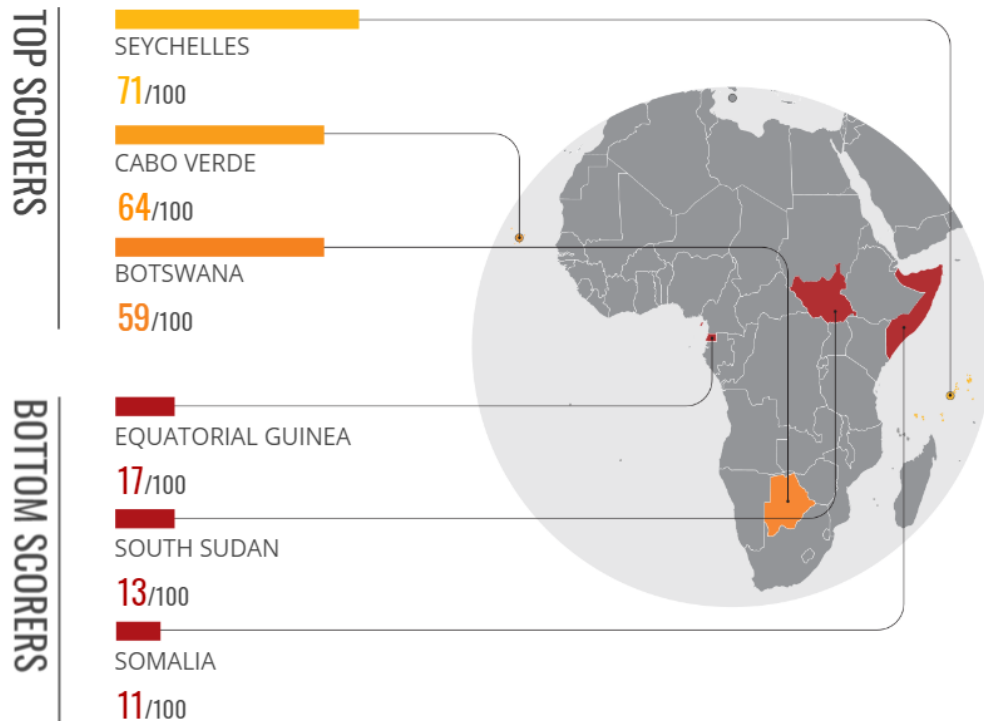 TOP SCORERS
SEYCHELLES
71/100
CABO VERDE
64/100
BOTSWANA
59/100
BOTTOM SCORERS
EQUATORIAL GUINEA
17/100
SOUTH SUDAN
13/100
SOMALIA
11/100